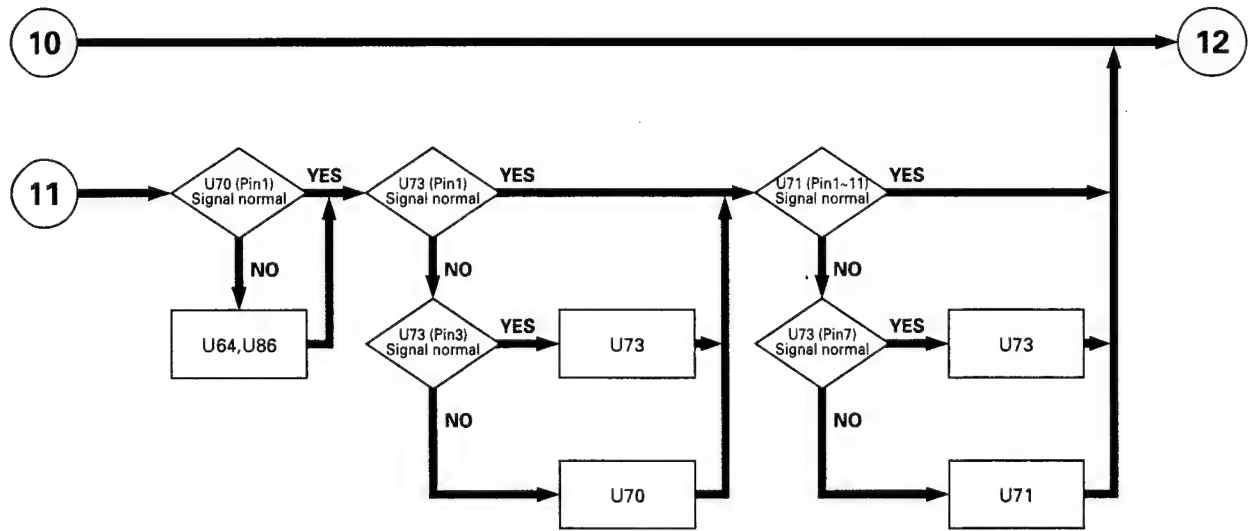 10
12
11
U70 (Pin1)
Signal normal
YES
U73 (Pin1)
Signal normal
YES
U71 (Pin1~11)
Signal normal
YES
NO
NO
NO
U64,U86
U73 (Pin3)
Signal normal
YES
U73
U73 (Pin7)
Signal normal
YES
U73
NO
NO
U70
U71